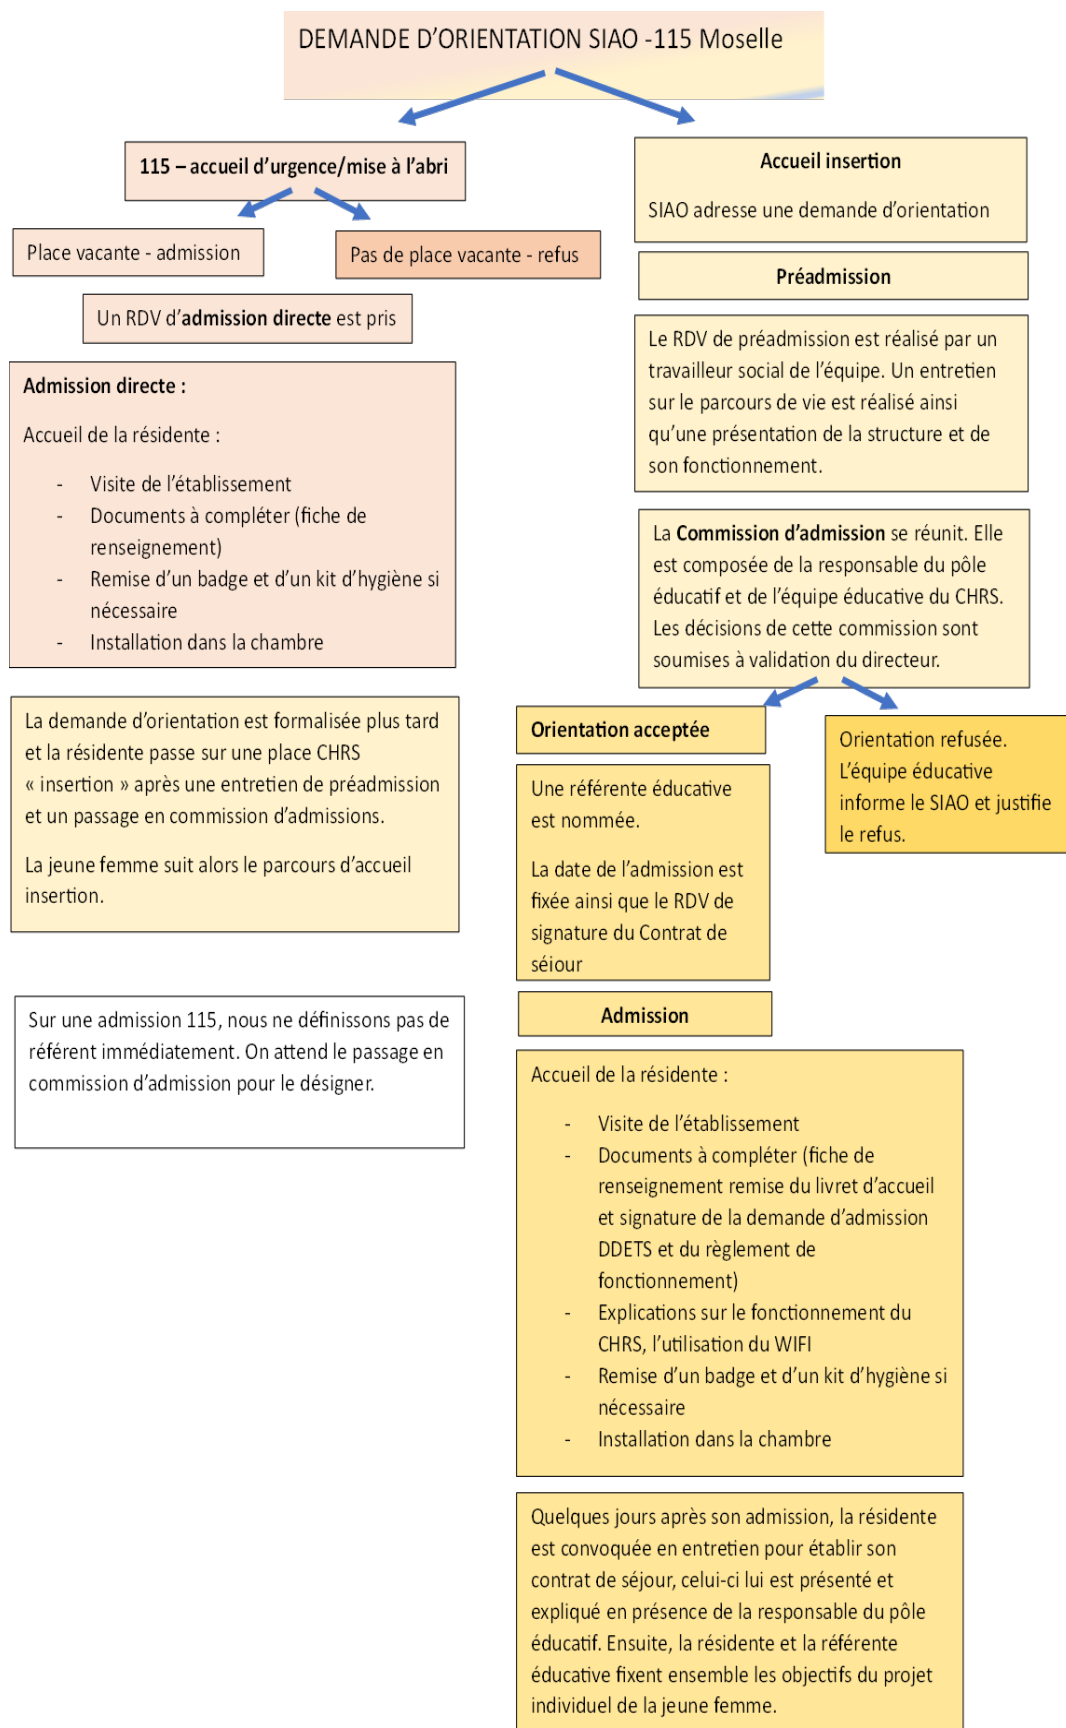 DEMANDE D'ORIENTATION SIAO -115 Moselle
115 – accueil d'urgence/mise à l'abri
Place vacante - admission
Pas de place vacante - refus
Un RDV d'admission directe est pris
Admission directe :
Accueil de la résidente :
- Visite de l'établissement
- Documents à compléter (fiche de
renseignement)
- Remise d'un badge et d'un kit d'hygiène si
nécessaire
- Installation dans la chambre
La demande d'orientation est formalisée plus tard
et la résidente passe sur une place CHRS
« insertion » après une entretien de préadmission
et un passage en commission d'admissions.
La jeune femme suit alors le parcours d'accueil
insertion.
Sur une admission 115, nous ne définissons pas de
référent immédiatement. On attend le passage en
commission d'admission pour le désigner.
Accueil insertion
SIAO adresse une demande d'orientation
Préadmission
Le RDV de préadmission est réalisé par un
travailleur social de l'équipe. Un entretien
sur le parcours de vie est réalisé ainsi
qu'une présentation de la structure et de
son fonctionnement.
La Commission d'admission se réunit. Elle
est composée de la responsable du pôle
éducatif et de l'équipe éducative du CHRS.
Les décisions de cette commission sont
soumises à validation du directeur.
Orientation acceptée
Une référente éducative
est nommée.
La date de l'admission est
fixée ainsi que le RDV de
signature du Contrat de
séjour
Orientation refusée.
L'équipe éducative
informe le SIAO et justifie
le refus.
Admission
Accueil de la résidente :
- Visite de l'établissement
- Documents à compléter (fiche de
renseignement remise du livret d'accueil
et signature de la demande d'admission
DDETS et du règlement de
fonctionnement)
- Explications sur le fonctionnement du
CHRS, l'utilisation du WIFI
- Remise d'un badge et d'un kit d'hygiène si
nécessaire
- Installation dans la chambre
Quelques jours après son admission, la résidente
est convoquée en entretien pour établir son
contrat de séjour, celui-ci lui est présenté et
expliqué en présence de la responsable du pôle
éducatif. Ensuite, la résidente et la référente
éducative fixent ensemble les objectifs du projet
individuel de la jeune femme.